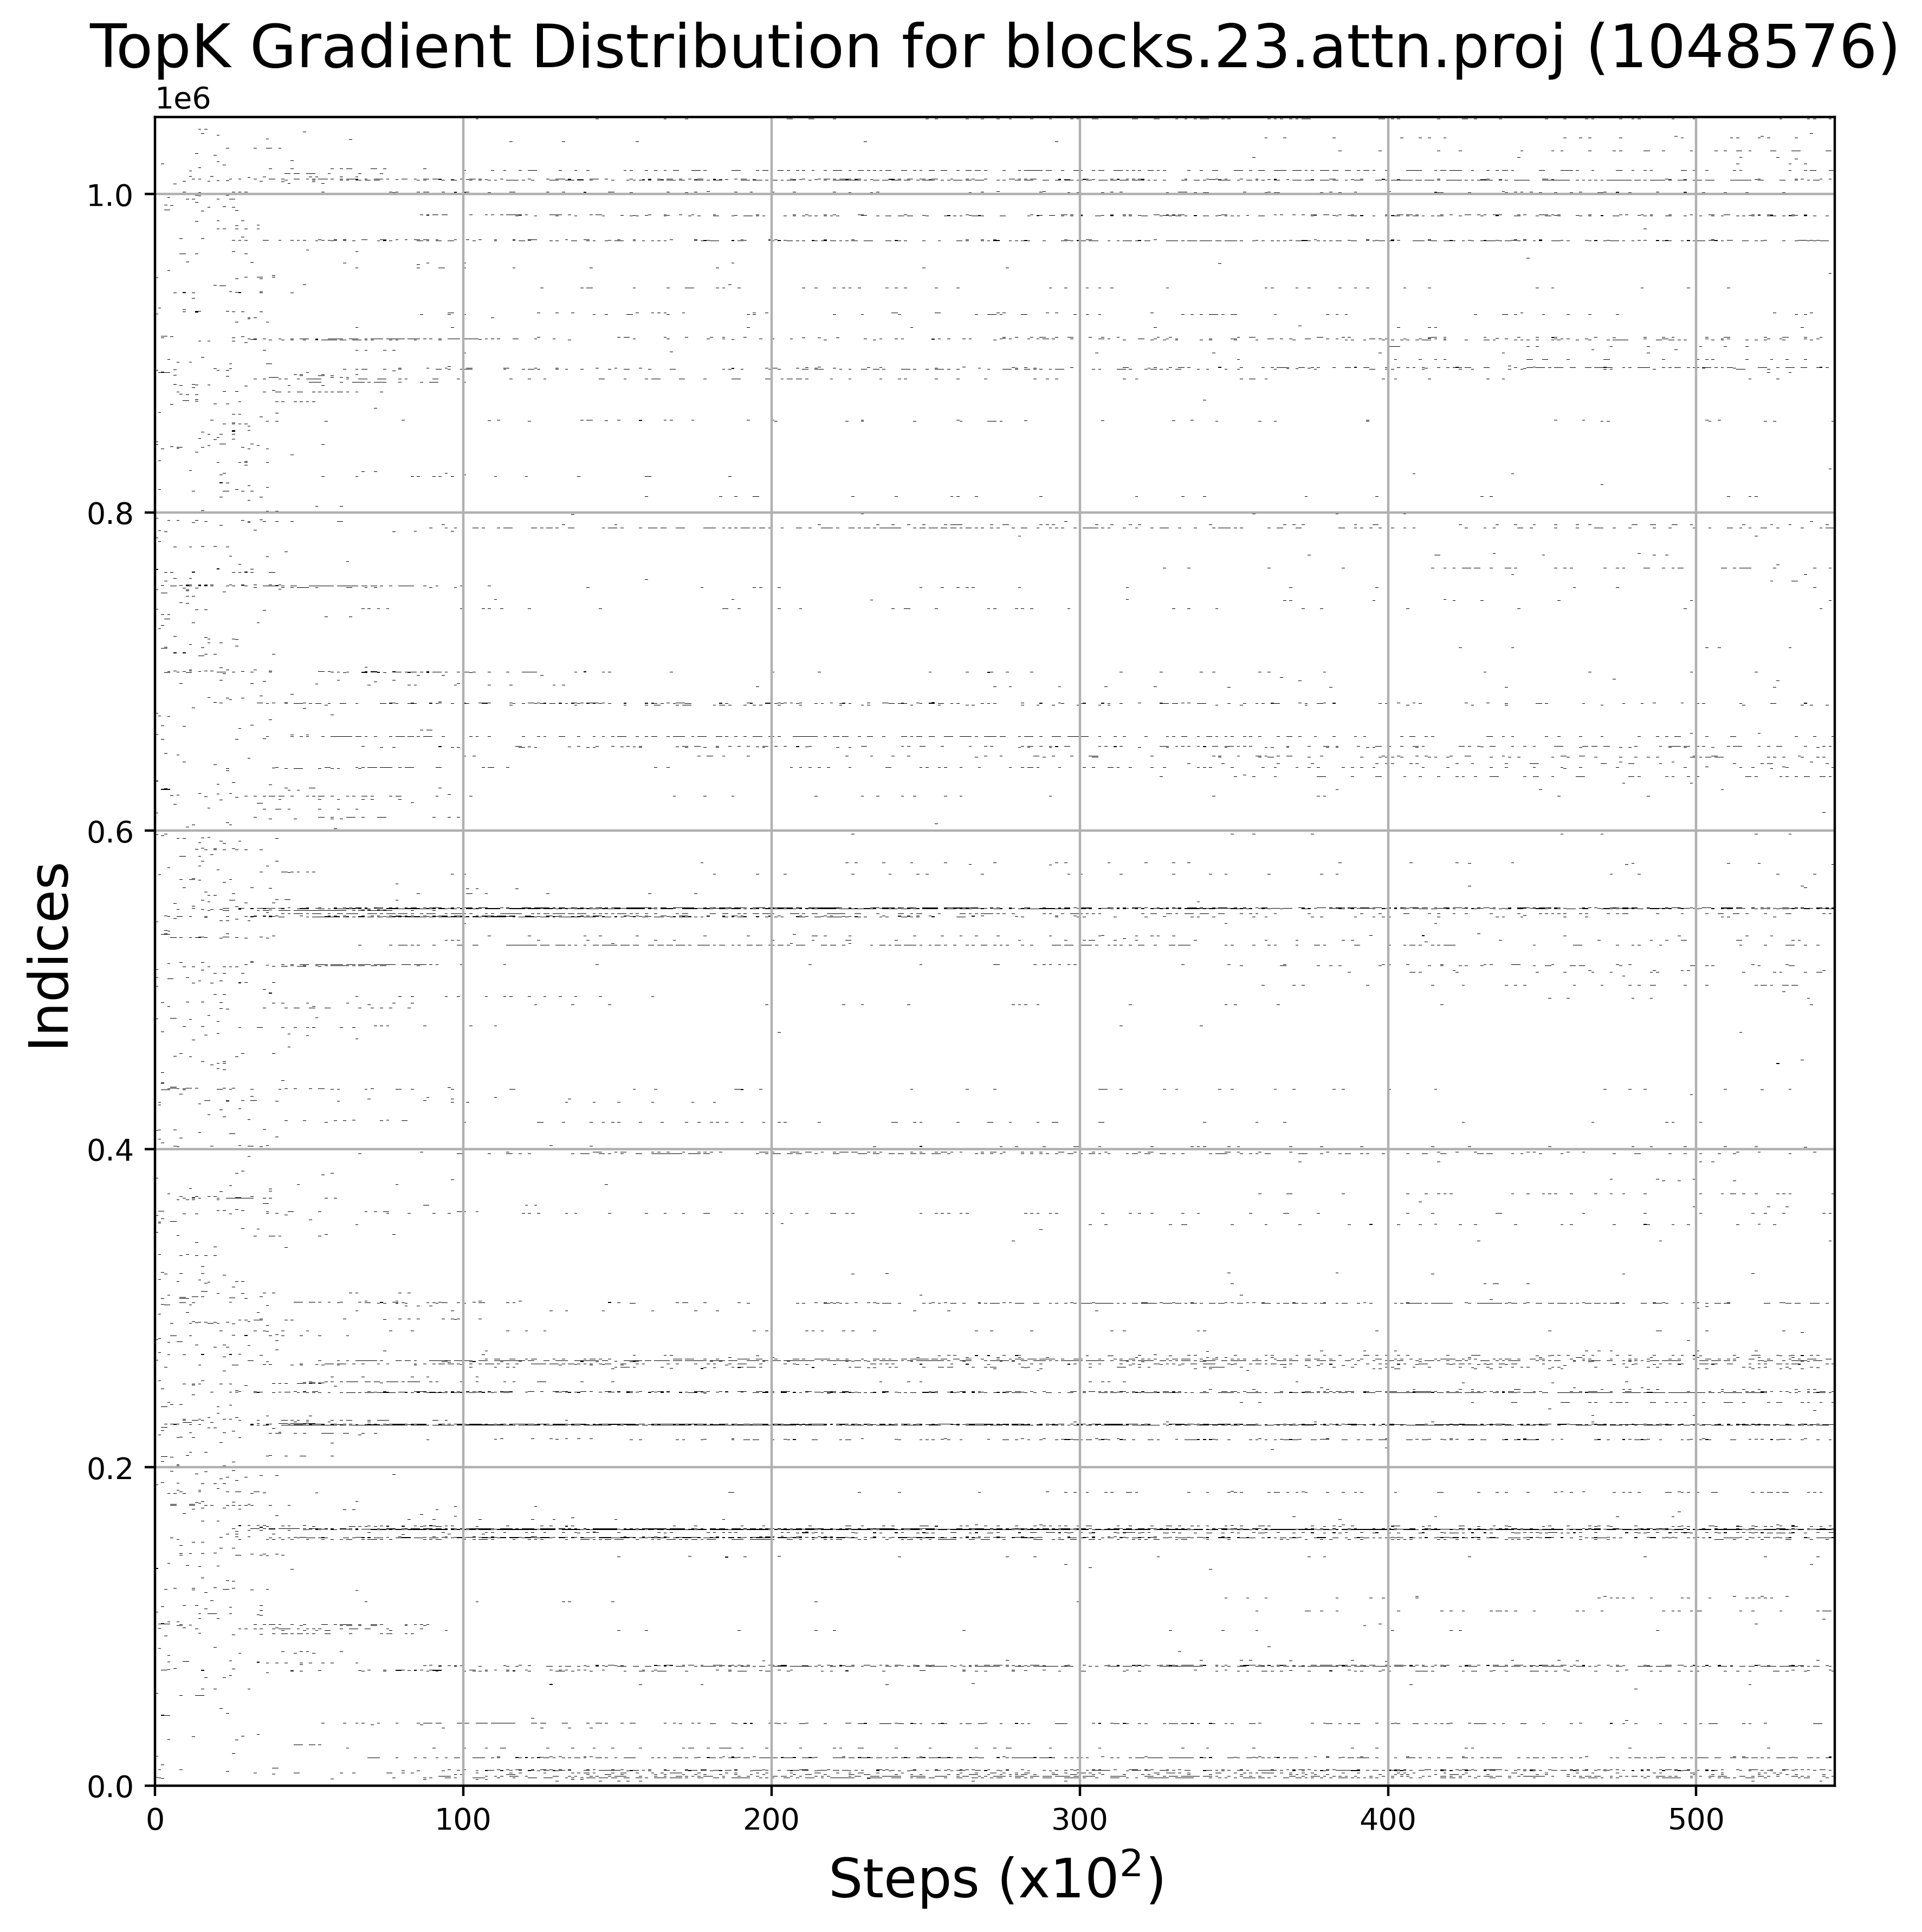 TopK Gradient Distribution for blocks.23.attn.proj (1048576)
1e6
1.0
0.8
0.6
0.4
0.2
0.0
Indices
0 100 200 300 400 500
Steps (x10²)